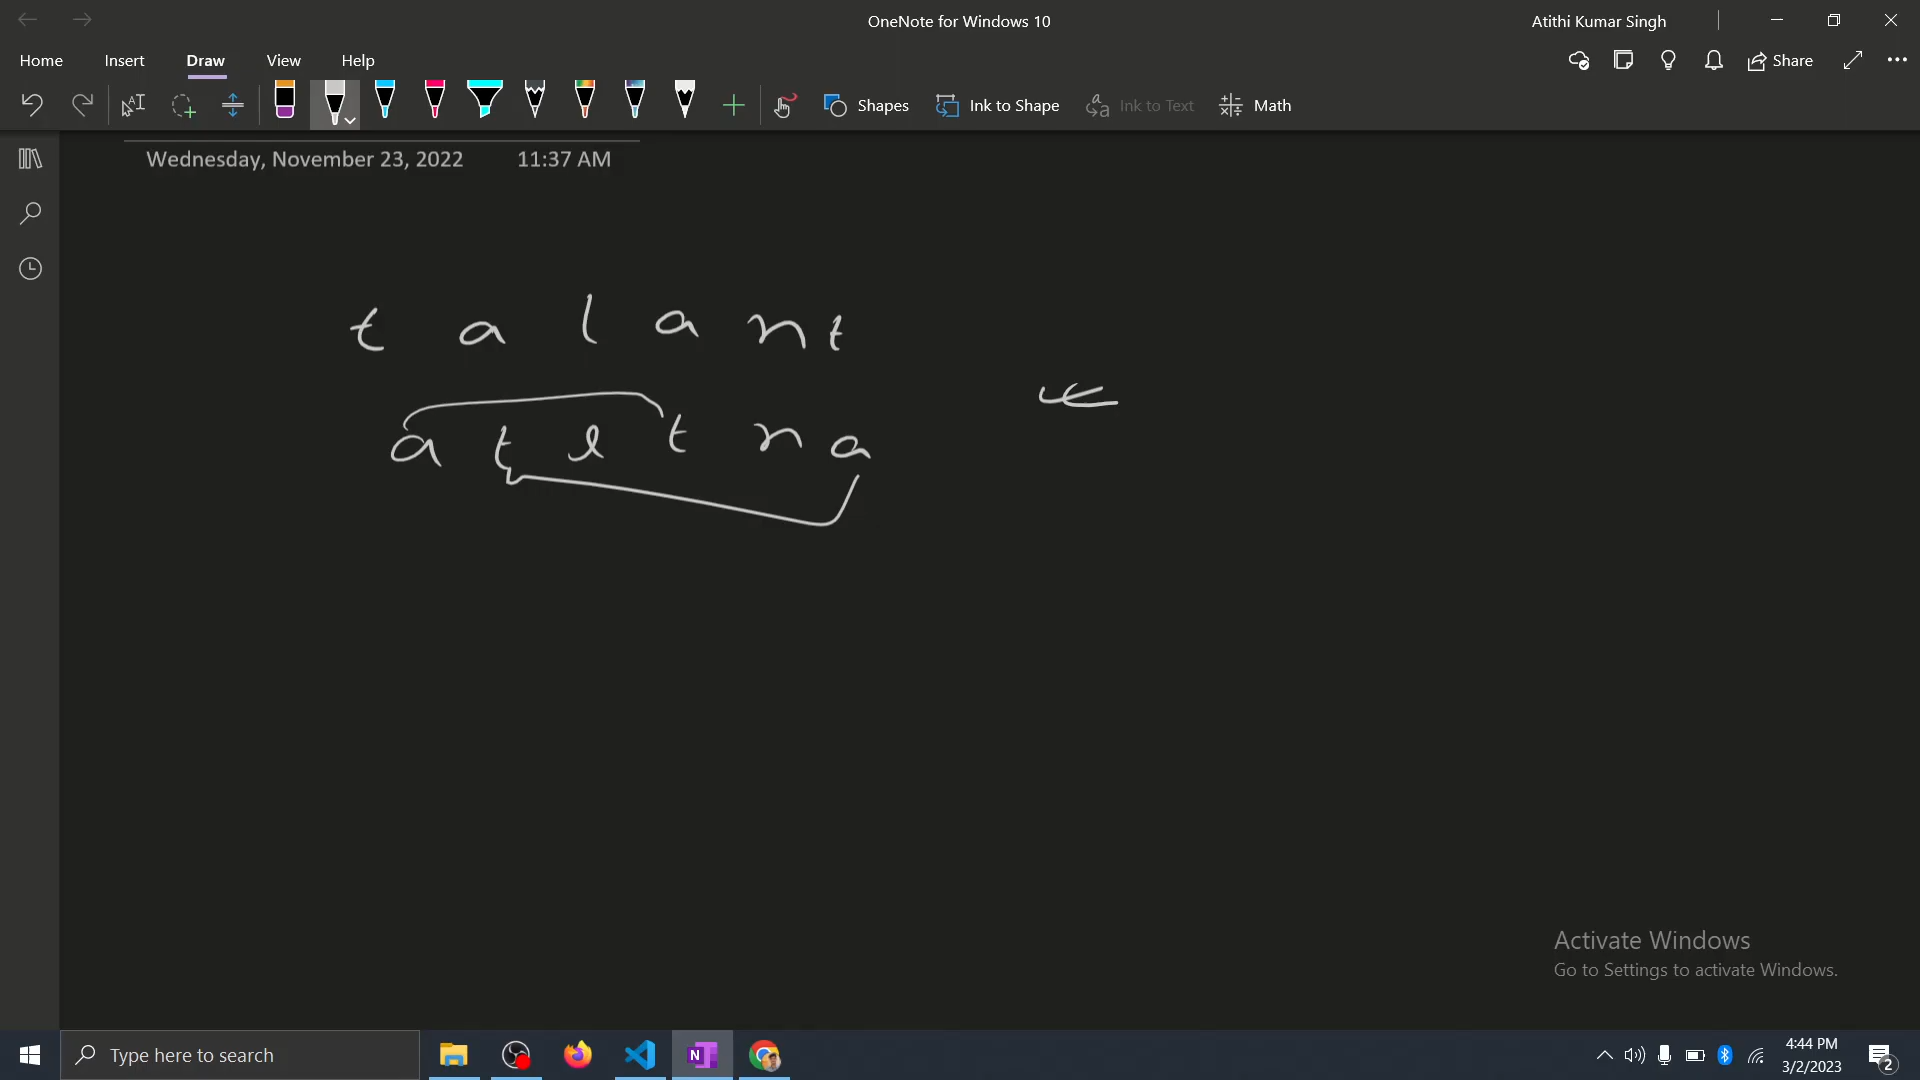 OneNote for Windows 10
Atithi Kumar Singh
Home Insert Draw View Help
Share
Shapes Ink to Shape Ink to Text Math
Wednesday, November 23, 2022 11:37 AM
t a l a n t
a t l t n a
Activate Windows
Go to Settings to activate Windows.
Type here to search
N
4:44 PM
3/2/2023
2